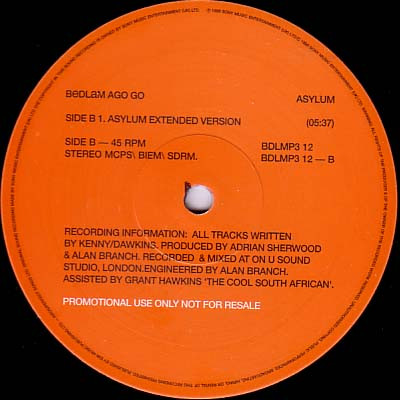 BeDLaM AGO GO
ASYLUM
SIDE B 1. ASYLUM EXTENDED VERSION (05:37)
SIDE B — 45 RPM BDLMP3 12
STEREO MCPS\ BIEM\ SDRM. BDLMP3 12 — B
RECORDING INFORMATION: ALL TRACKS WRITTEN
BY KENNY/DAWKINS. PRODUCED BY ADRIAN SHERWOOD
& ALAN BRANCH. RECORDED & MIXED AT ON U SOUND
STUDIO, LONDON.ENGINEERED BY ALAN BRANCH.
ASSISTED BY GRANT HAWKINS 'THE COOL SOUTH AFRICAN'.
PROMOTIONAL USE ONLY NOT FOR RESALE